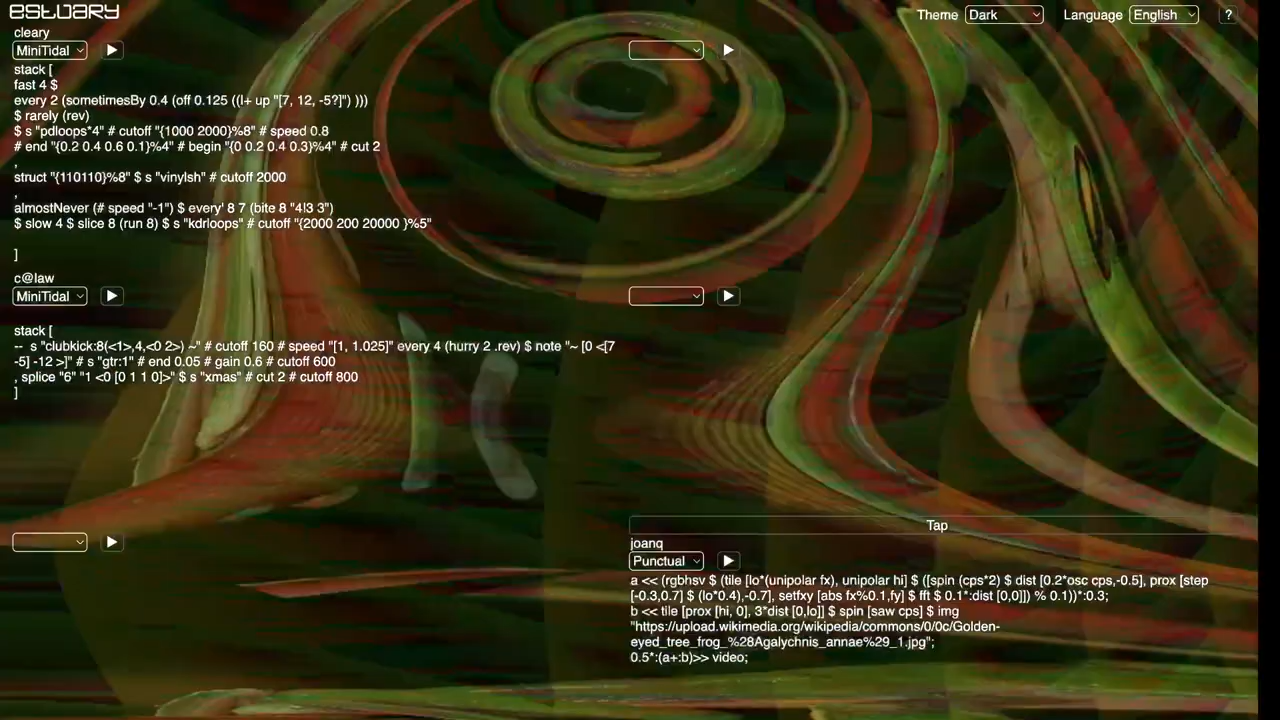 estuary
Theme Dark Language English ?
cleary
MiniTidal
stack [
fast 4 $
every 2 (sometimesBy 0.4 (off 0.125 ((|+ up "[7, 12, -5?]") )))
$ rarely (rev)
$ s "pdloops*4" # cutoff "{1000 2000}%8" # speed 0.8
# end "{0.2 0.4 0.6 0.1}%4" # begin "{0 0.2 0.4 0.3}%4" # cut 2
,
struct "{110110}%8" $ s "vinylsh" # cutoff 2000
,
almostNever (# speed "-1") $ every' 8 7 (bite 8 "4!3 3")
$ slow 4 $ slice 8 (run 8) $ s "kdrloops" # cutoff "{2000 200 20000 }%5"
]
c@law
MiniTidal
stack [
-- s "clubkick:8(<1>,4,<0 2>) ~" # cutoff 160 # speed "[1, 1.025]" every 4 (hurry 2 .rev) $ note "~ [0 <[7
-5] -12 >]" # s "gtr:1" # end 0.05 # gain 0.6 # cutoff 600
, splice "6" "1 <0 [0 1 1 0]>" $ s "xmas" # cut 2 # cutoff 800
]
Tap
joanq
Punctual
a << (rgbhsv $ (tile [lo*(unipolar fx), unipolar hi] $ ([spin (cps*2) $ dist [0.2*osc cps,-0.5], prox [step
[-0.3,0.7] $ (lo*0.4),-0.7], setfxy [abs fx%0.1,fy] $ fft $ 0.1*:dist [0,0]]) % 0.1))*:0.3;
b << tile [prox [hi, 0], 3*dist [0,lo]] $ spin [saw cps] $ img
"https://upload.wikimedia.org/wikipedia/commons/0/0c/Golden-
eyed_tree_frog_%28Agalychnis_annae%29_1.jpg";
0.5*:(a+:b)>> video;